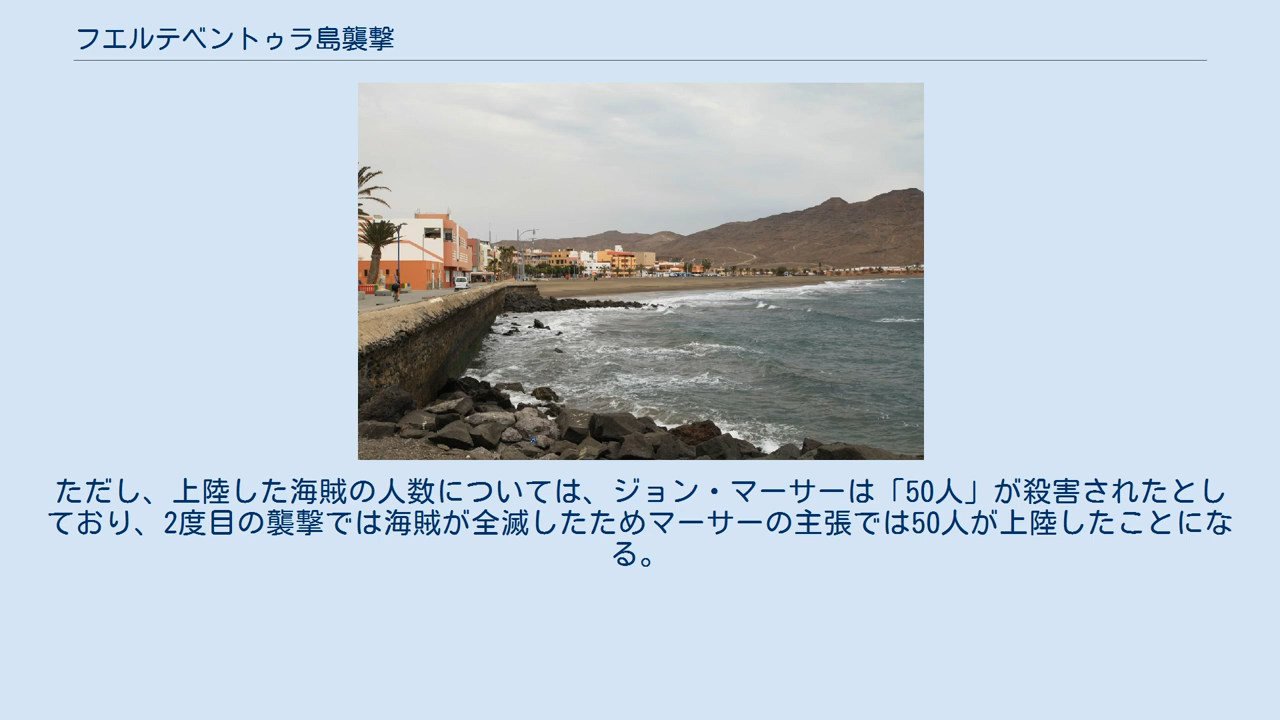 フエルテベントゥラ島襲撃
ただし、上陸した海賊の人数については、ジョン・マーサーは「50人」が殺害されたとし
ており、2度目の襲撃では海賊が全滅したためマーサーの主張では50人が上陸したことにな
る。